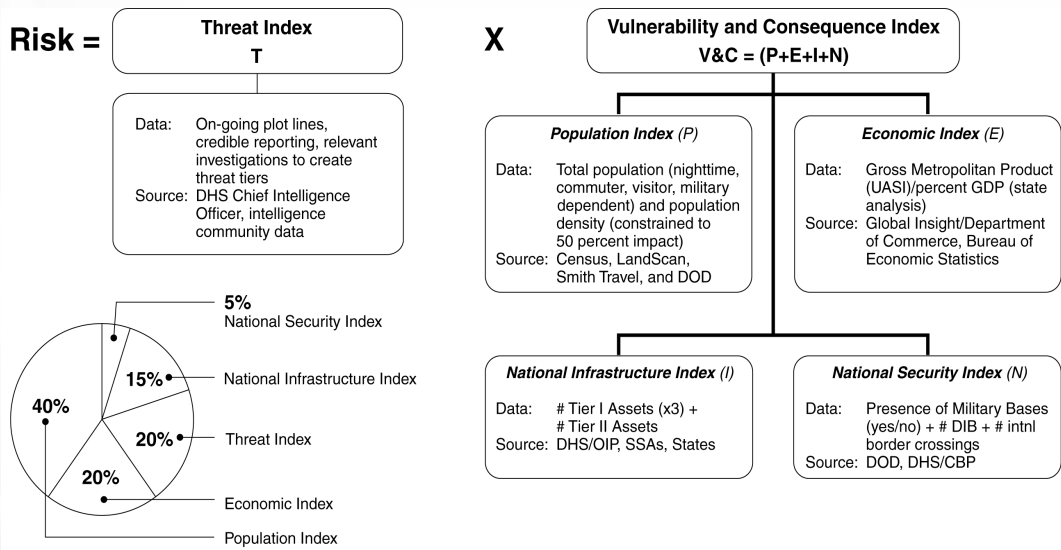 Risk =
Threat Index
T
X
Vulnerability and Consequence Index
V&C = (P+E+I+N)
Data: On-going plot lines,
credible reporting, relevant
investigations to create
threat tiers
Source: DHS Chief Intelligence
Officer, intelligence
community data
Population Index (P)
Data: Total population (nighttime,
commuter, visitor, military
dependent) and population
density (constrained to
50 percent impact)
Source: Census, LandScan,
Smith Travel, and DOD
Economic Index (E)
Data: Gross Metropolitan Product
(UASI)/percent GDP (state
analysis)
Source: Global Insight/Department
of Commerce, Bureau of
Economic Statistics
5%
National Security Index
15%
National Infrastructure Index
40%
20%
Threat Index
20%
Economic Index
Population Index
National Infrastructure Index (I)
Data: # Tier I Assets (x3) +
# Tier II Assets
Source: DHS/OIP, SSAs, States
National Security Index (N)
Data: Presence of Military Bases
(yes/no) + # DIB + # intnl
border crossings
Source: DOD, DHS/CBP